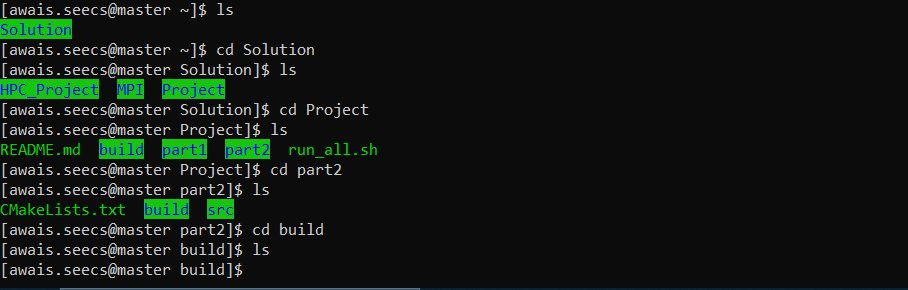 [awais.seecs@master ~]$ ls
Solution
[awais.seecs@master ~]$ cd Solution
[awais.seecs@master Solution]$ ls
HPC_Project  MPI  Project
[awais.seecs@master Solution]$ cd Project
[awais.seecs@master Project]$ ls
README.md  build  part1  part2  run_all.sh
[awais.seecs@master Project]$ cd part2
[awais.seecs@master part2]$ ls
CMakeLists.txt  build  src
[awais.seecs@master part2]$ cd build
[awais.seecs@master build]$ ls
[awais.seecs@master build]$